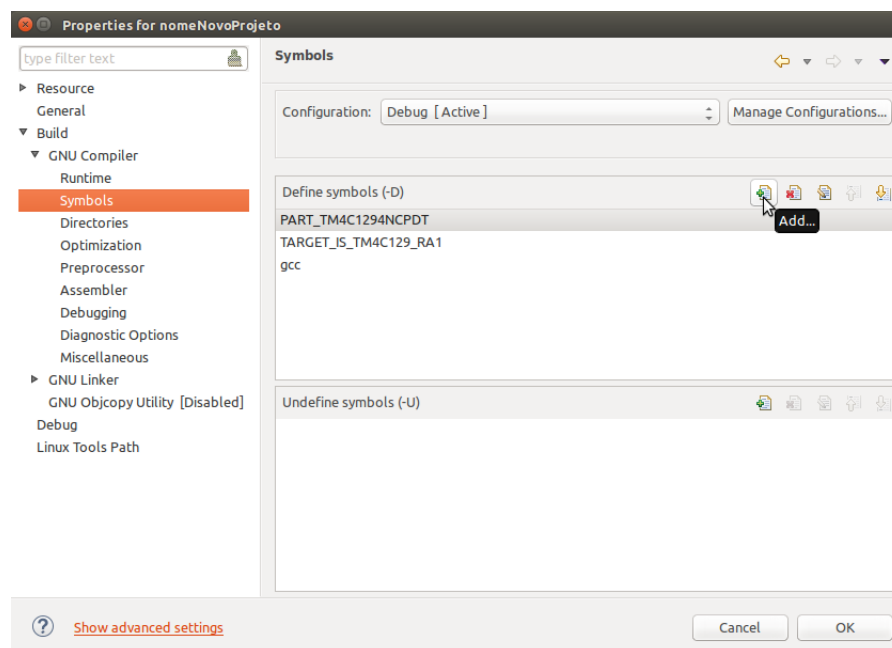 Properties for nomeNovoProjeto
type filter text
Resource
General
Build
GNU Compiler
Runtime
Symbols
Directories
Optimization
Preprocessor
Assembler
Debugging
Diagnostic Options
Miscellaneous
GNU Linker
GNU Objcopy Utility [Disabled]
Debug
Linux Tools Path
Symbols
Configuration: Debug [ Active ] Manage Configurations...
Define symbols (-D)
Add...
PART_TM4C1294NCPDT
TARGET_IS_TM4C129_RA1
gcc
Undefine symbols (-U)
? Show advanced settings
Cancel OK